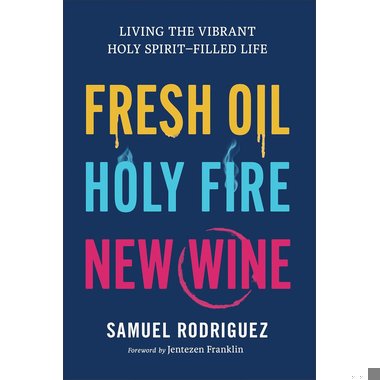 LIVING THE VIBRANT
HOLY SPIRIT–FILLED LIFE
FRESH OIL
HOLY FIRE
NEW WINE
SAMUEL RODRIGUEZ
Foreword by Jentezen Franklin